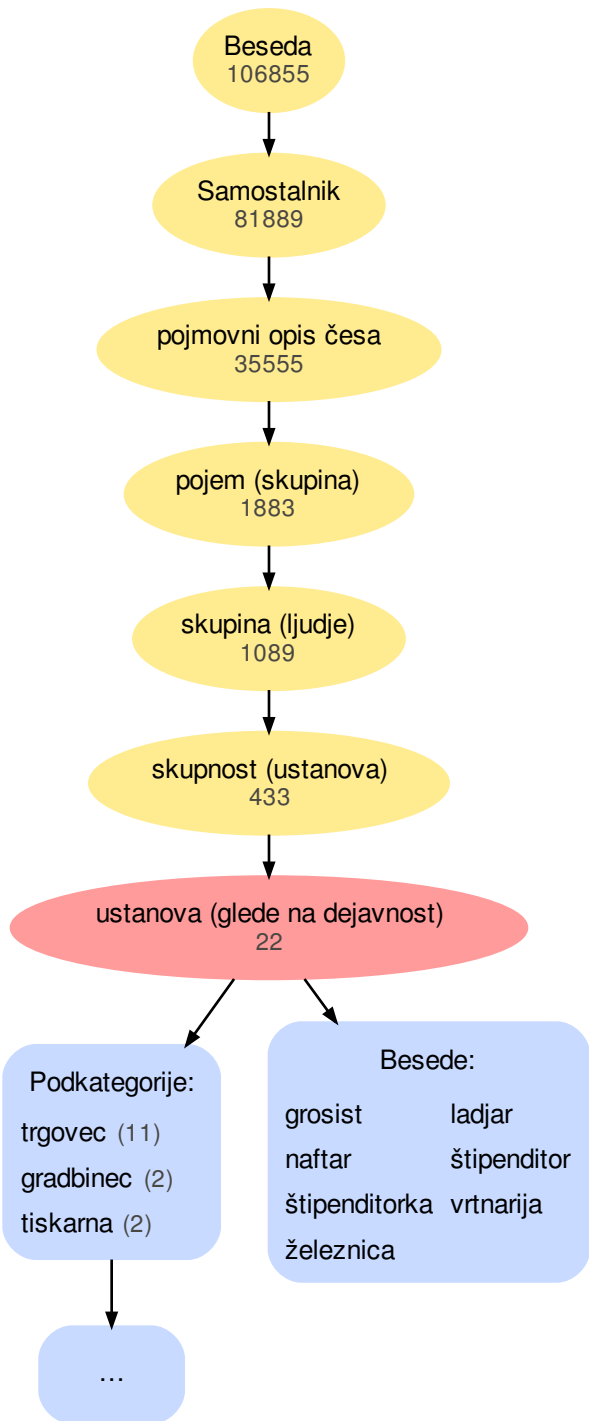 Beseda
106855
Samostalnik
81889
pojmovni opis česa
35555
pojem (skupina)
1883
skupina (ljudje)
1089
skupnost (ustanova)
433
ustanova (glede na dejavnost)
22
Podkategorije:
trgovec (11)
gradbinec (2)
tiskarna (2)
...
Besede:
grosist ladjar
naftar štipenditor
štipenditorka vrtnarija
železnica